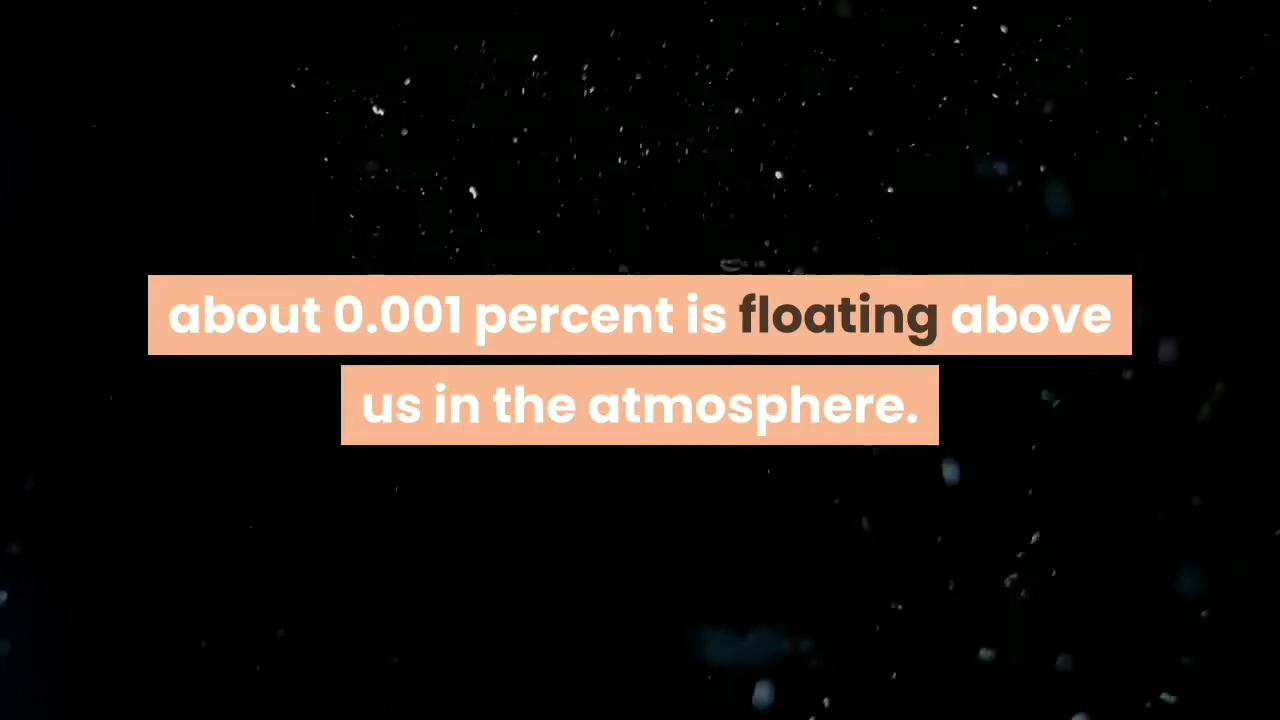 about 0.001 percent is floating above
us in the atmosphere.